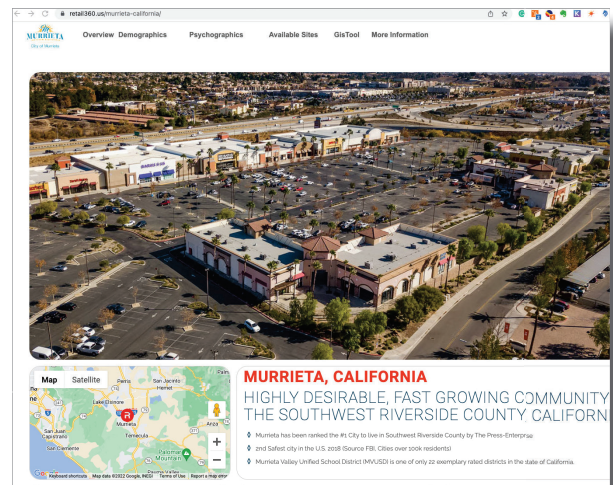 retail360.us/murrieta-california/
MURRIETA
City of Murrieta
Overview Demographics Psychographics Available Sites GisTool More Information
Map Satellite
Perris
San Jacinto
Hemet
Lake Elsinore
Murrieta
Temecula
Anza
San Juan
Capistrano
San Clemente
Palomar
Mountain
Pauma Valley
Keyboard shortcuts Map data ©2022 Google, INEGI Terms of Use Report a map error
MURRIETA, CALIFORNIA
HIGHLY DESIRABLE, FAST GROWING COMMUNITY
THE SOUTHWEST RIVERSIDE COUNTY CALIFORN
Murrieta has been ranked the #1 City to live in Southwest Riverside County by The Press-Enterprise.
2nd Safest city in the U.S. 2018 (Source FBI, Cities over 100k residents)
Murrieta Valley Unified School District (MVUSD) is one of only 22 exemplary rated districts in the state of California.